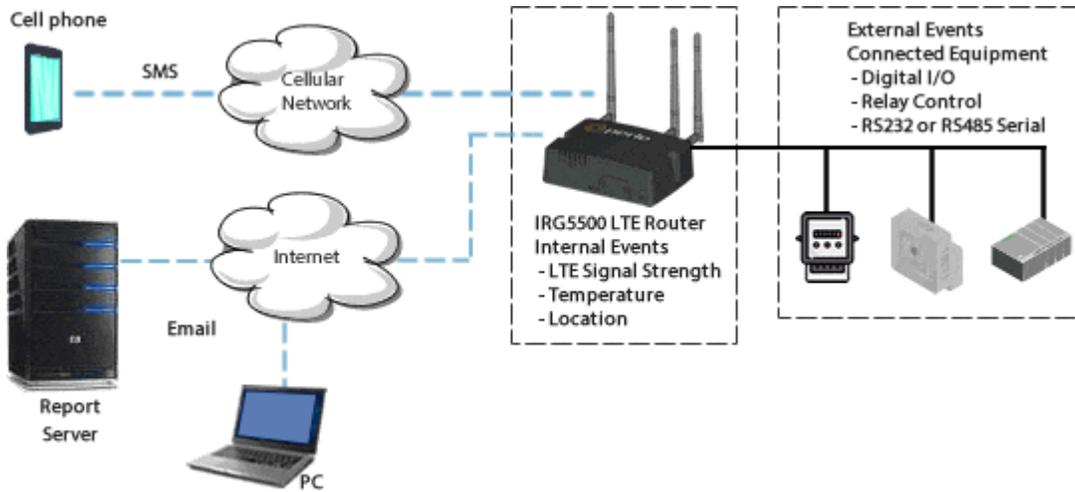 Cell phone
SMS
Cellular
Network
Report
Server
Internet
Email
PC
perle
IRG5500 LTE Router
Internal Events
- LTE Signal Strength
- Temperature
- Location
External Events
Connected Equipment
- Digital I/O
- Relay Control
- RS232 or RS485 Serial